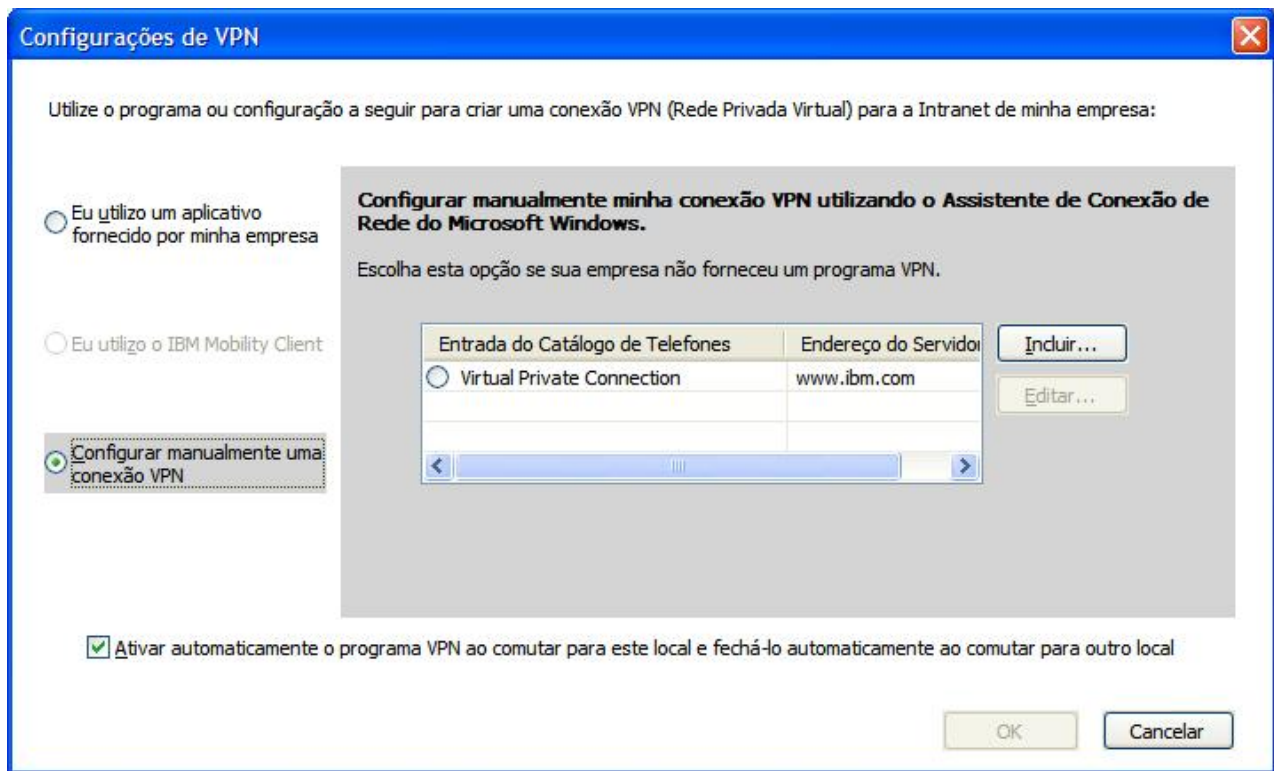 Configurações de VPN
Utilize o programa ou configuração a seguir para criar uma conexão VPN (Rede Privada Virtual) para a Intranet de minha empresa:
Eu utilizo um aplicativo
fornecido por minha empresa
Configurar manualmente minha conexão VPN utilizando o Assistente de Conexão de
Rede do Microsoft Windows.
Escolha esta opção se sua empresa não forneceu um programa VPN.
Eu utilizo o IBM Mobility Client
Entrada do Catálogo de Telefones Endereço do Servidor Incluir...
Virtual Private Connection www.ibm.com
Editar...
Configurar manualmente uma
conexão VPN
Ativar automaticamente o programa VPN ao comutar para este local e fechá-lo automaticamente ao comutar para outro local
OK Cancelar